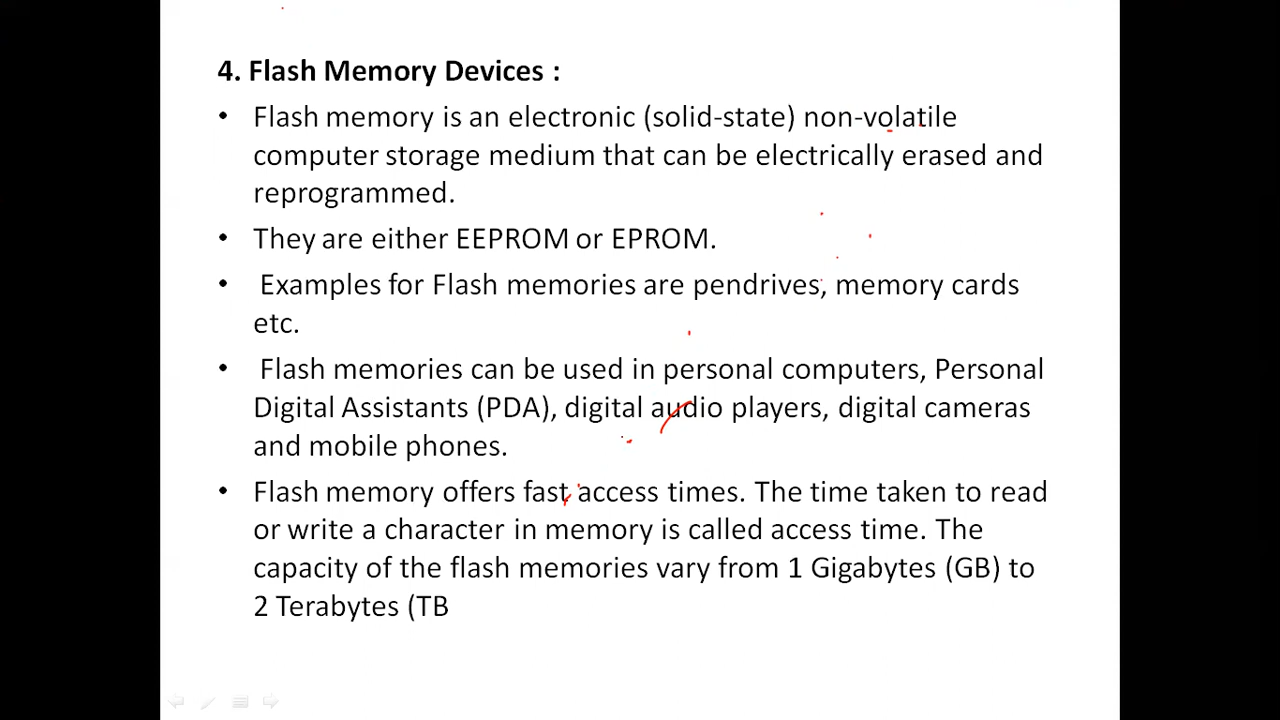 4. Flash Memory Devices :
• Flash memory is an electronic (solid-state) non-volatile
computer storage medium that can be electrically erased and
reprogrammed.
• They are either EEPROM or EPROM.
• Examples for Flash memories are pendrives, memory cards
etc.
• Flash memories can be used in personal computers, Personal
Digital Assistants (PDA), digital audio players, digital cameras
and mobile phones.
• Flash memory offers fast access times. The time taken to read
or write a character in memory is called access time. The
capacity of the flash memories vary from 1 Gigabytes (GB) to
2 Terabytes (TB